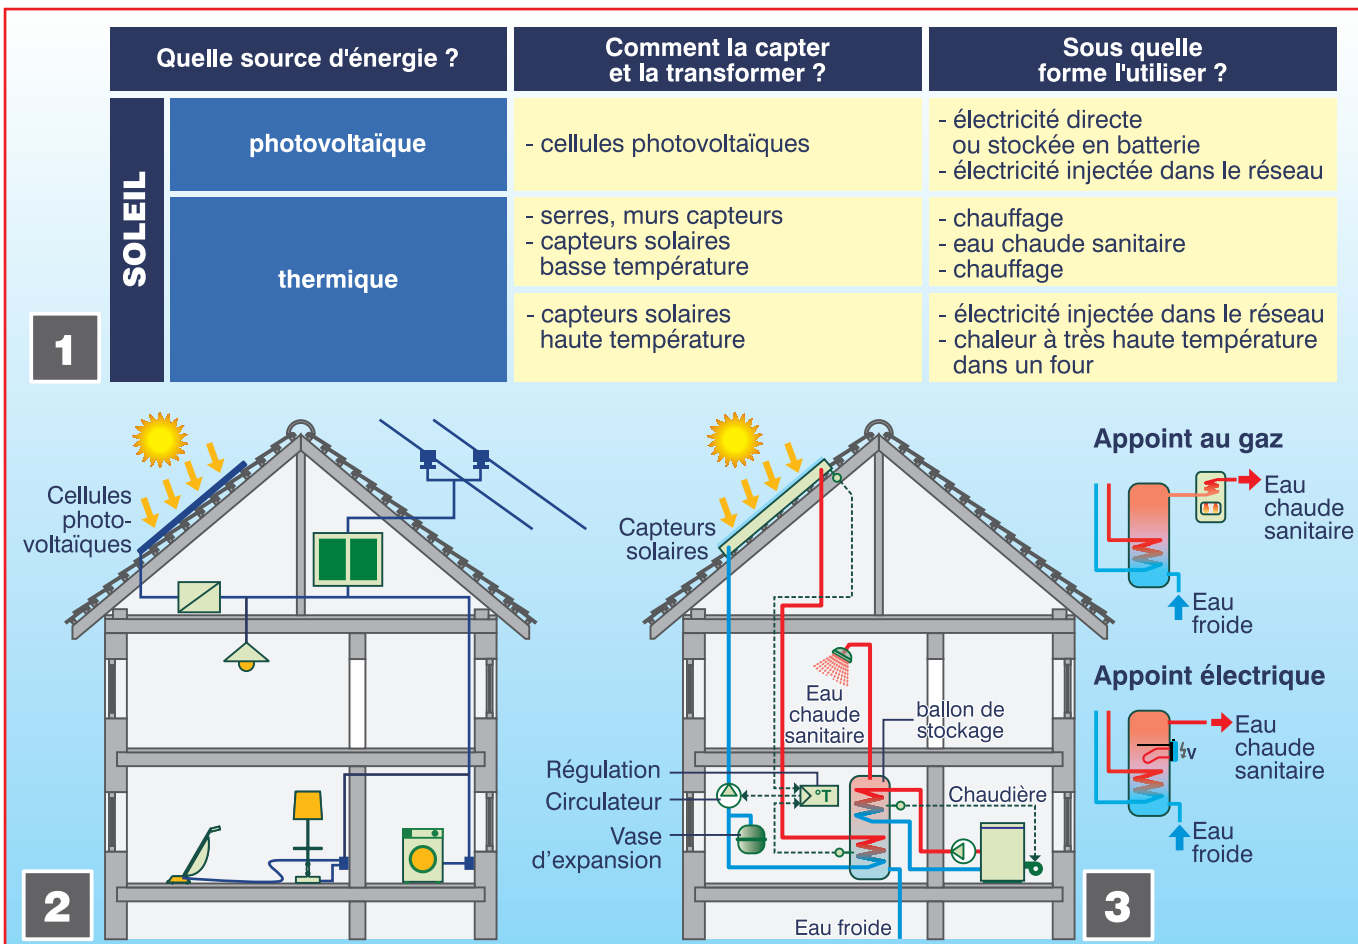 Quelle source d'énergie ?
Comment la capter
et la transformer ?
Sous quelle
forme l'utiliser ?
SOLEIL
photovoltaïque
- cellules photovoltaïques
- électricité directe
ou stockée en batterie
- électricité injectée dans le réseau
thermique
- serres, murs capteurs
- capteurs solaires
basse température
- chauffage
- eau chaude sanitaire
- chauffage
- capteurs solaires
haute température
- électricité injectée dans le réseau
- chaleur à très haute température
dans un four
1
Cellules
photo-
voltaïques
2
Capteurs
solaires
Eau
chaude
sanitaire
ballon de
stockage
Régulation
Circulateur
Vase
d'expansion
°T
Chaudière
Eau froide
Appoint au gaz
Eau
chaude
sanitaire
Eau
froide
Appoint électrique
Eau
chaude
sanitaire
V
Eau
froide
3